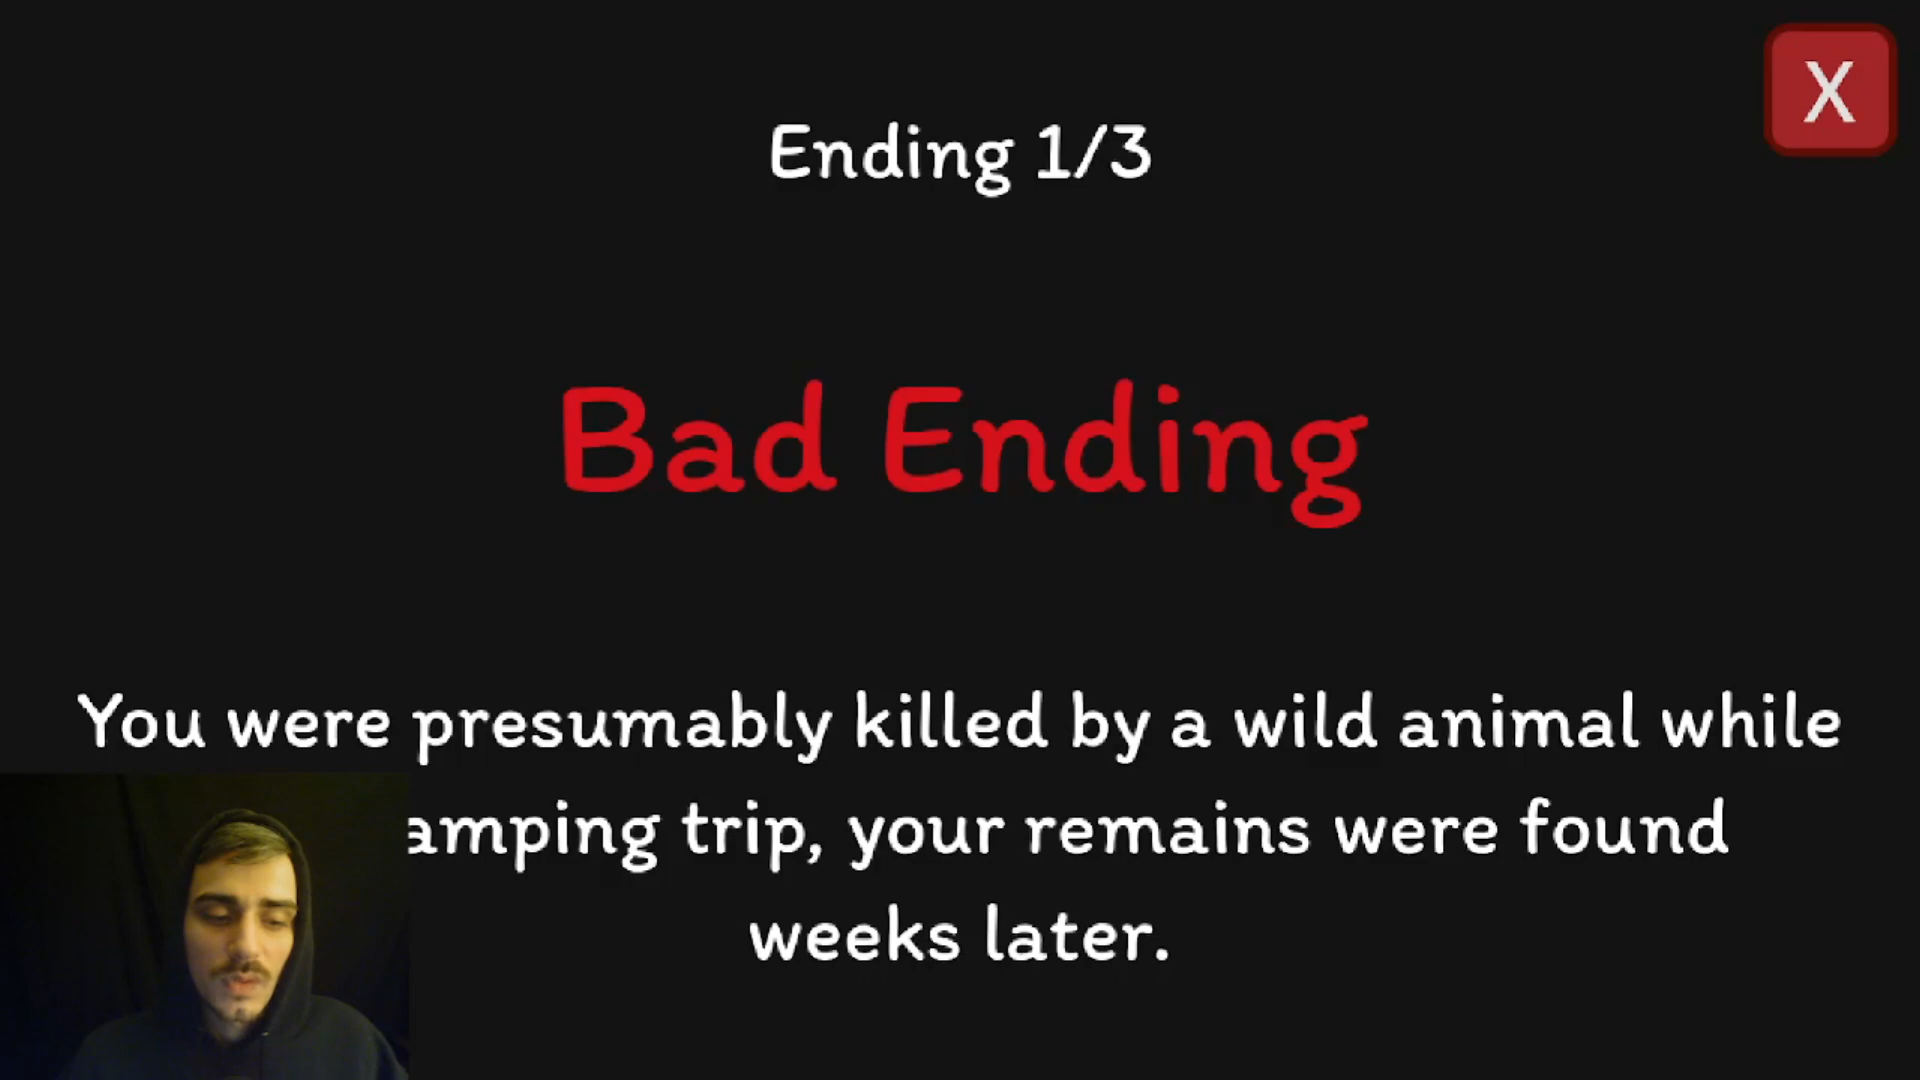 X
Ending 1/3
Bad Ending
You were presumably killed by a wild animal while
amping trip, your remains were found
weeks later.